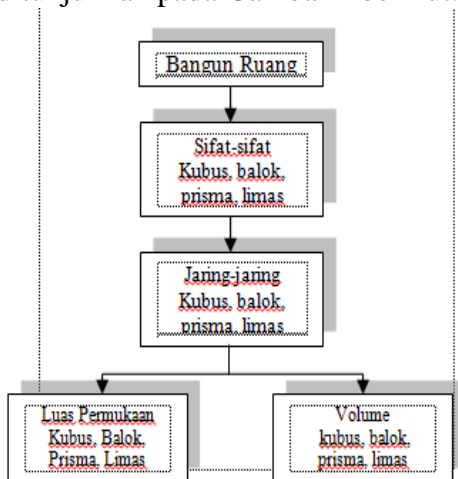 Bangun Ruang
Sifat-sifat
Kubus, balok,
prisma, limas
Jaring-jaring
Kubus, balok,
prisma, limas
Luas Permukaan
Kubus, Balok,
Prisma, Limas
Volume
kubus, balok,
prisma, limas